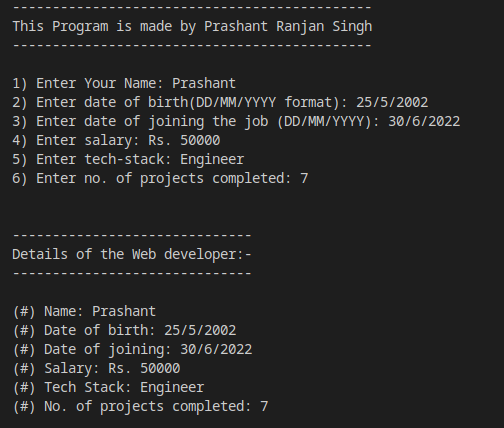 ---------------------------------------------
This Program is made by Prashant Ranjan Singh
---------------------------------------------
1) Enter Your Name: Prashant
2) Enter date of birth(DD/MM/YYYY format): 25/5/2002
3) Enter date of joining the job (DD/MM/YYYY): 30/6/2022
4) Enter salary: Rs. 50000
5) Enter tech-stack: Engineer
6) Enter no. of projects completed: 7
------------------------------
Details of the Web developer:-
------------------------------
(#) Name: Prashant
(#) Date of birth: 25/5/2002
(#) Date of joining: 30/6/2022
(#) Salary: Rs. 50000
(#) Tech Stack: Engineer
(#) No. of projects completed: 7